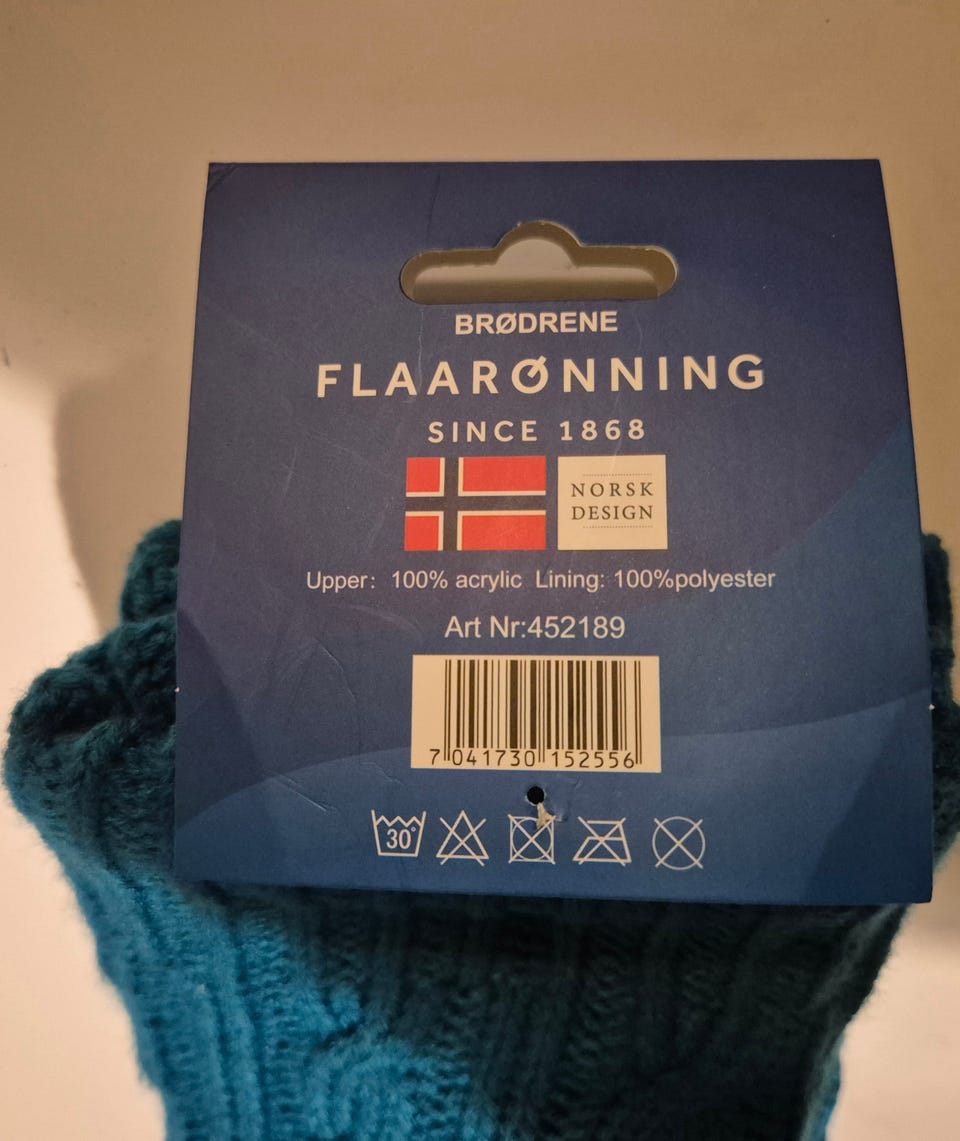 BRØDRENE
FLAARØNNING
SINCE 1868
NORSK
DESIGN
Upper: 100% acrylic Lining: 100%polyester
Art Nr:452189
7 041730 152556
30°